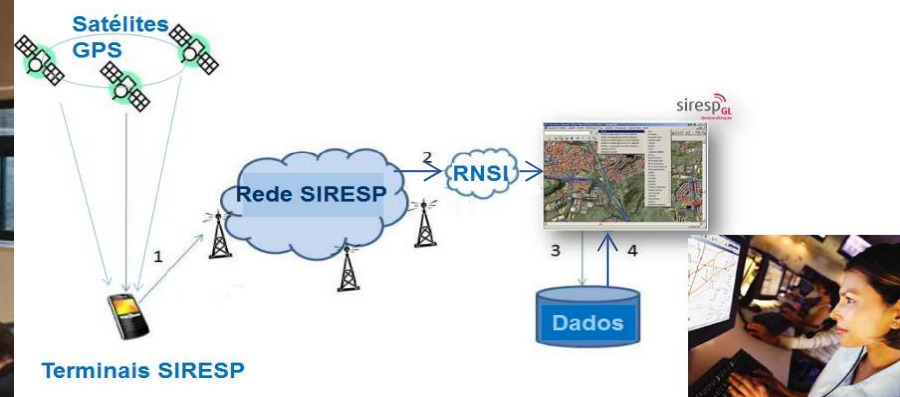 Satélites
GPS
siresp GL
2
RNSI
Rede SIRESP
1
3
4
Dados
Terminais SIRESP